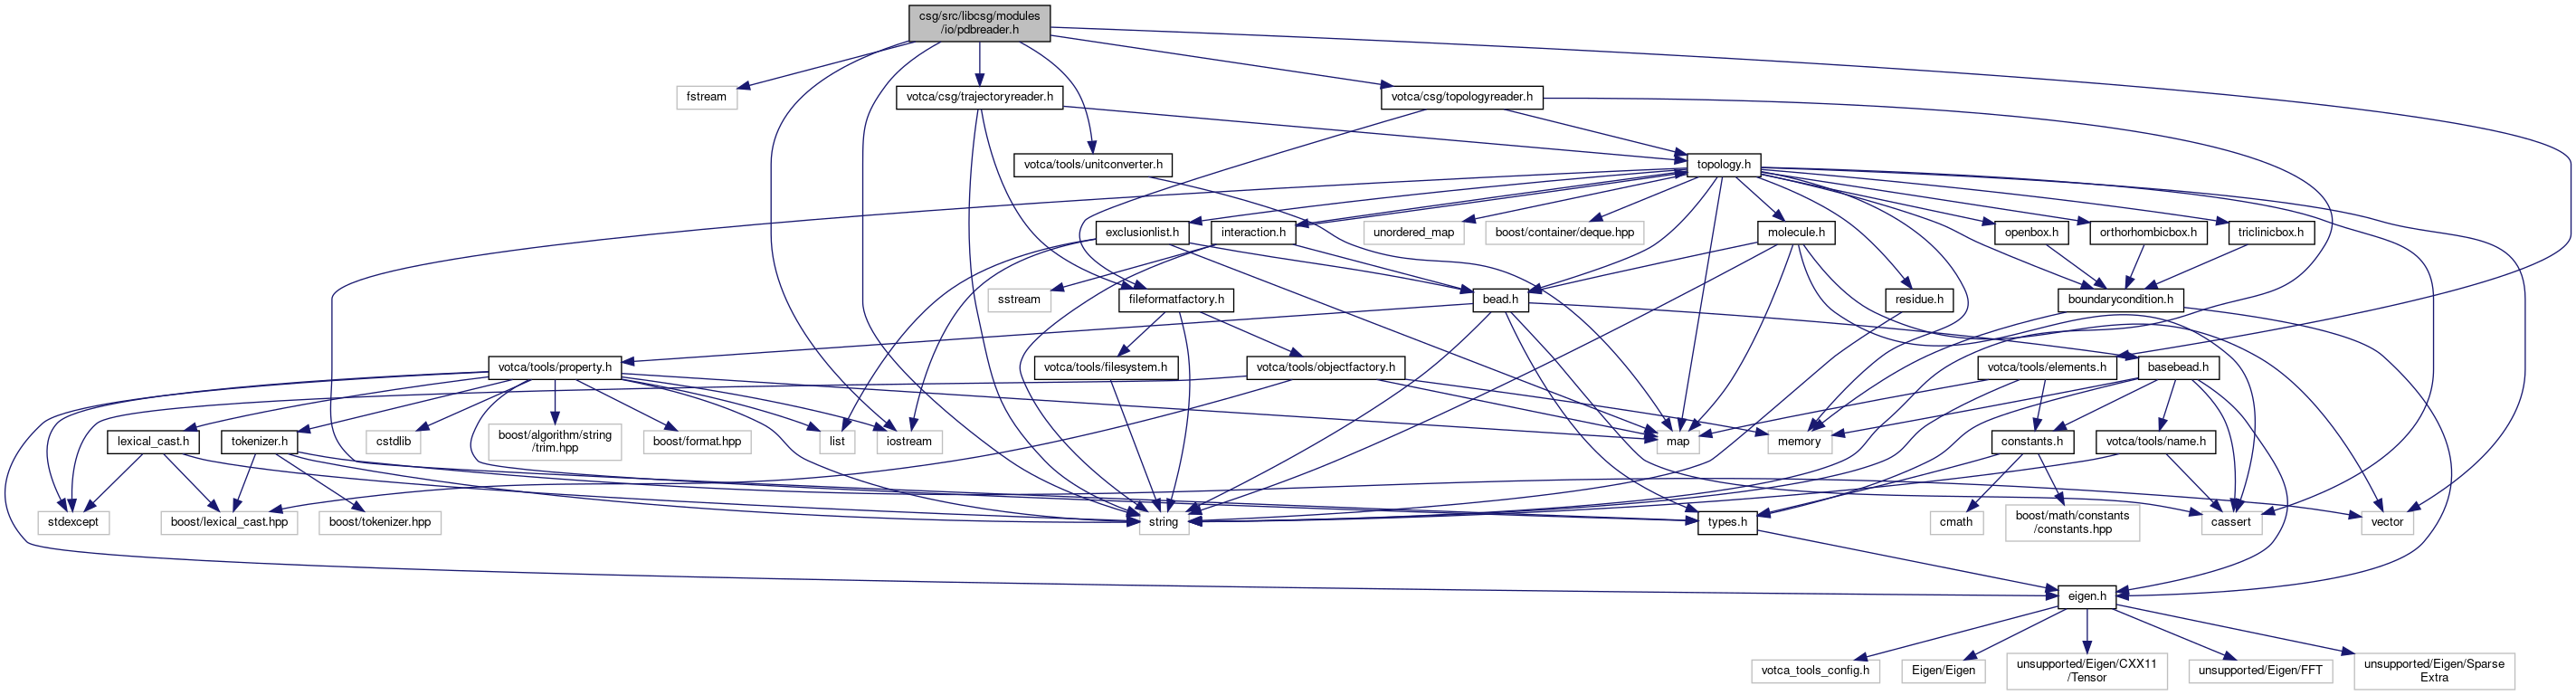 csg/src/libcsg/modules
/io/pdbreader.h
fstream
votca/csg/trajectoryreader.h
votca/csg/topologyreader.h
votca/tools/unitconverter.h
topology.h
exclusionlist.h
interaction.h
unordered_map
boost/container/deque.hpp
molecule.h
openbox.h
orthorhombicbox.h
triclinicbox.h
sstream
fileformatfactory.h
bead.h
residue.h
boundarycondition.h
votca/tools/property.h
votca/tools/filesystem.h
votca/tools/objectfactory.h
votca/tools/elements.h
basebead.h
lexical_cast.h
tokenizer.h
cstdlib
boost/algorithm/string
/trim.hpp
boost/format.hpp
list
iostream
map
memory
constants.h
votca/tools/name.h
stdexcept
boost/lexical_cast.hpp
boost/tokenizer.hpp
string
types.h
cmath
boost/math/constants
/constants.hpp
cassert
vector
eigen.h
votca_tools_config.h
Eigen/Eigen
unsupported/Eigen/CXX11
/Tensor
unsupported/Eigen/FFT
unsupported/Eigen/Sparse
Extra